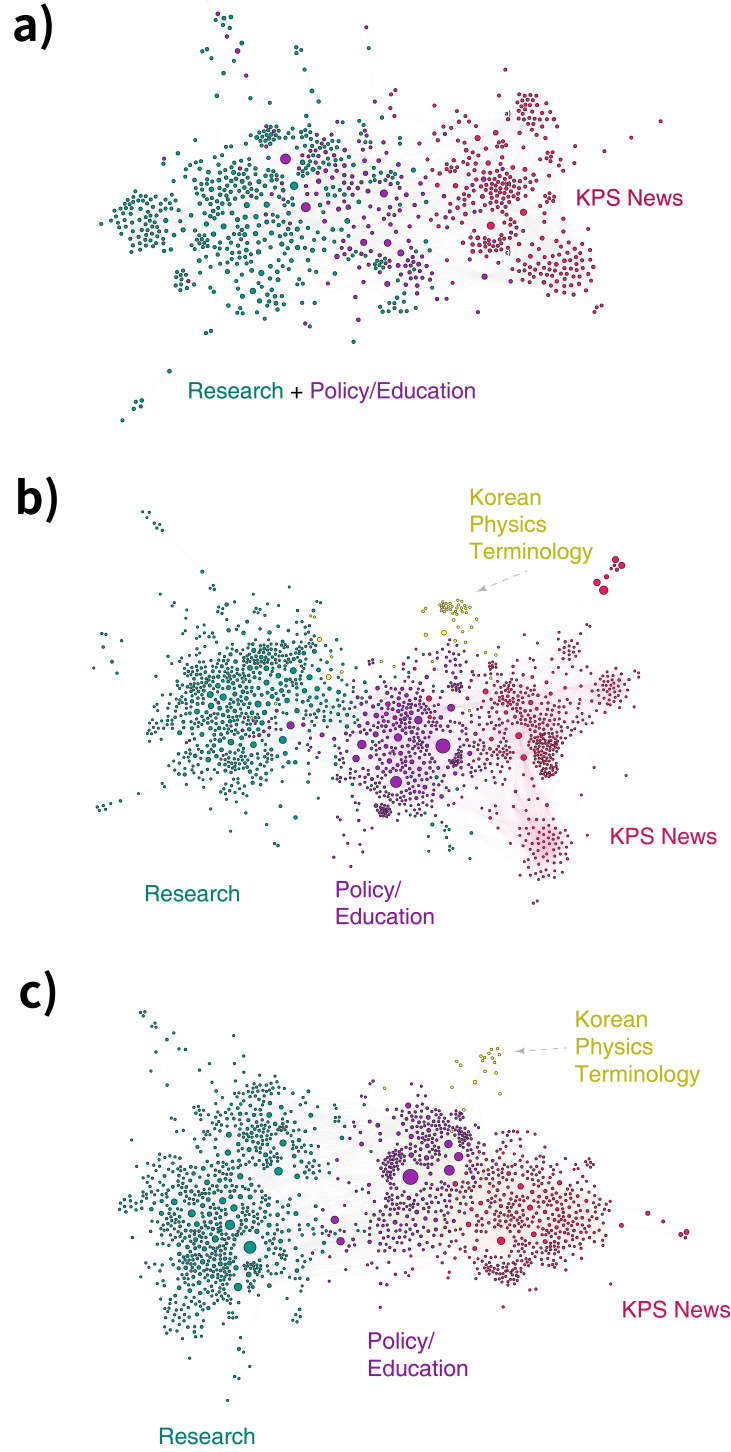 a)
a)
KPS News
c)
Research + Policy/Education
b)
Korean
Physics
Terminology
KPS News
Research
Policy/
Education
c)
Korean
Physics
Terminology
KPS News
Policy/
Education
Research